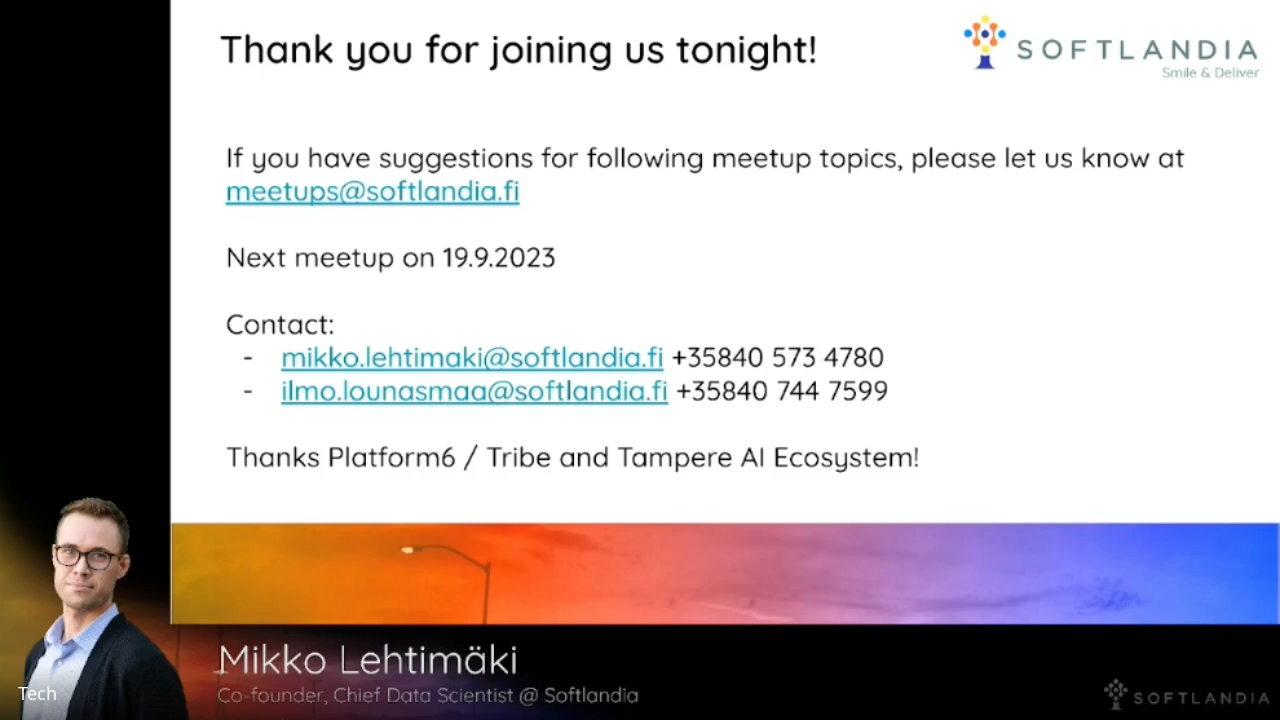 Thank you for joining us tonight!
SOFTLANDIA
Smile & Deliver
If you have suggestions for following meetup topics, please let us know at
meetups@softlandia.fi
Next meetup on 19.9.2023
Contact:
- mikko.lehtimaki@softlandia.fi +35840 573 4780
- ilmo.lounasmaa@softlandia.fi +35840 744 7599
Thanks Platform6 / Tribe and Tampere AI Ecosystem!
Mikko Lehtimäki
Co-founder, Chief Data Scientist @ Softlandia
Tech
SOFTLANDIA